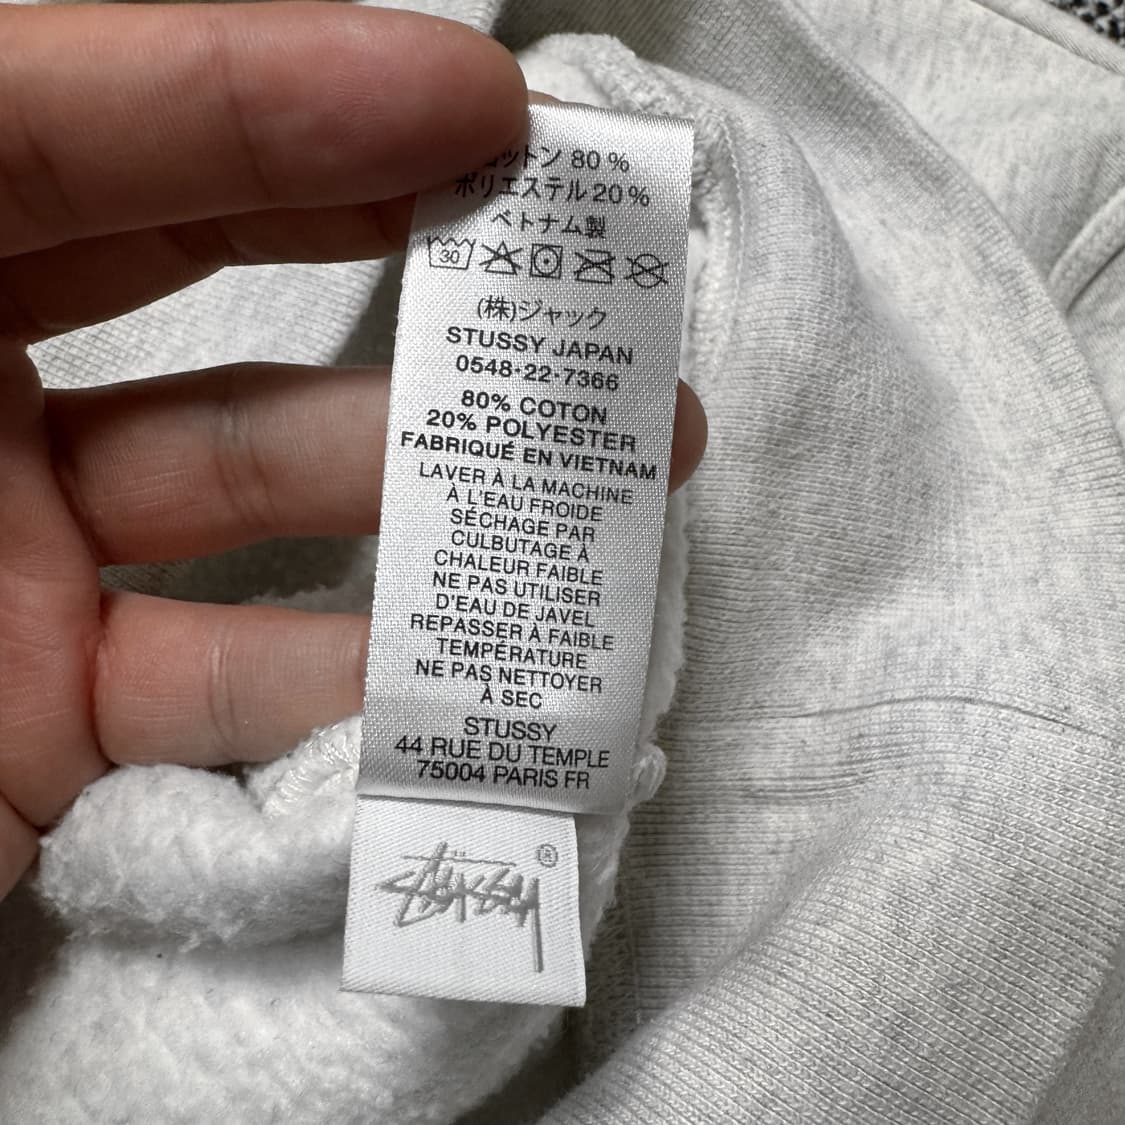 コットン 80 %
ポリエステル 20 %
ベトナム製
30
(株)ジャック
STUSSY JAPAN
0548·22·7366
80% COTON
20% POLYESTER
FABRIQUÉ EN VIETNAM
LAVER À LA MACHINE
À L'EAU FROIDE
SÉCHAGE PAR
CULBUTAGE À
CHALEUR FAIBLE
NE PAS UTILISER
D'EAU DE JAVEL
REPASSER À FAIBLE
TEMPÉRATURE
NE PAS NETTOYER
À SEC
STUSSY
44 RUE DU TEMPLE
75004 PARIS FR
STÜSSY ®